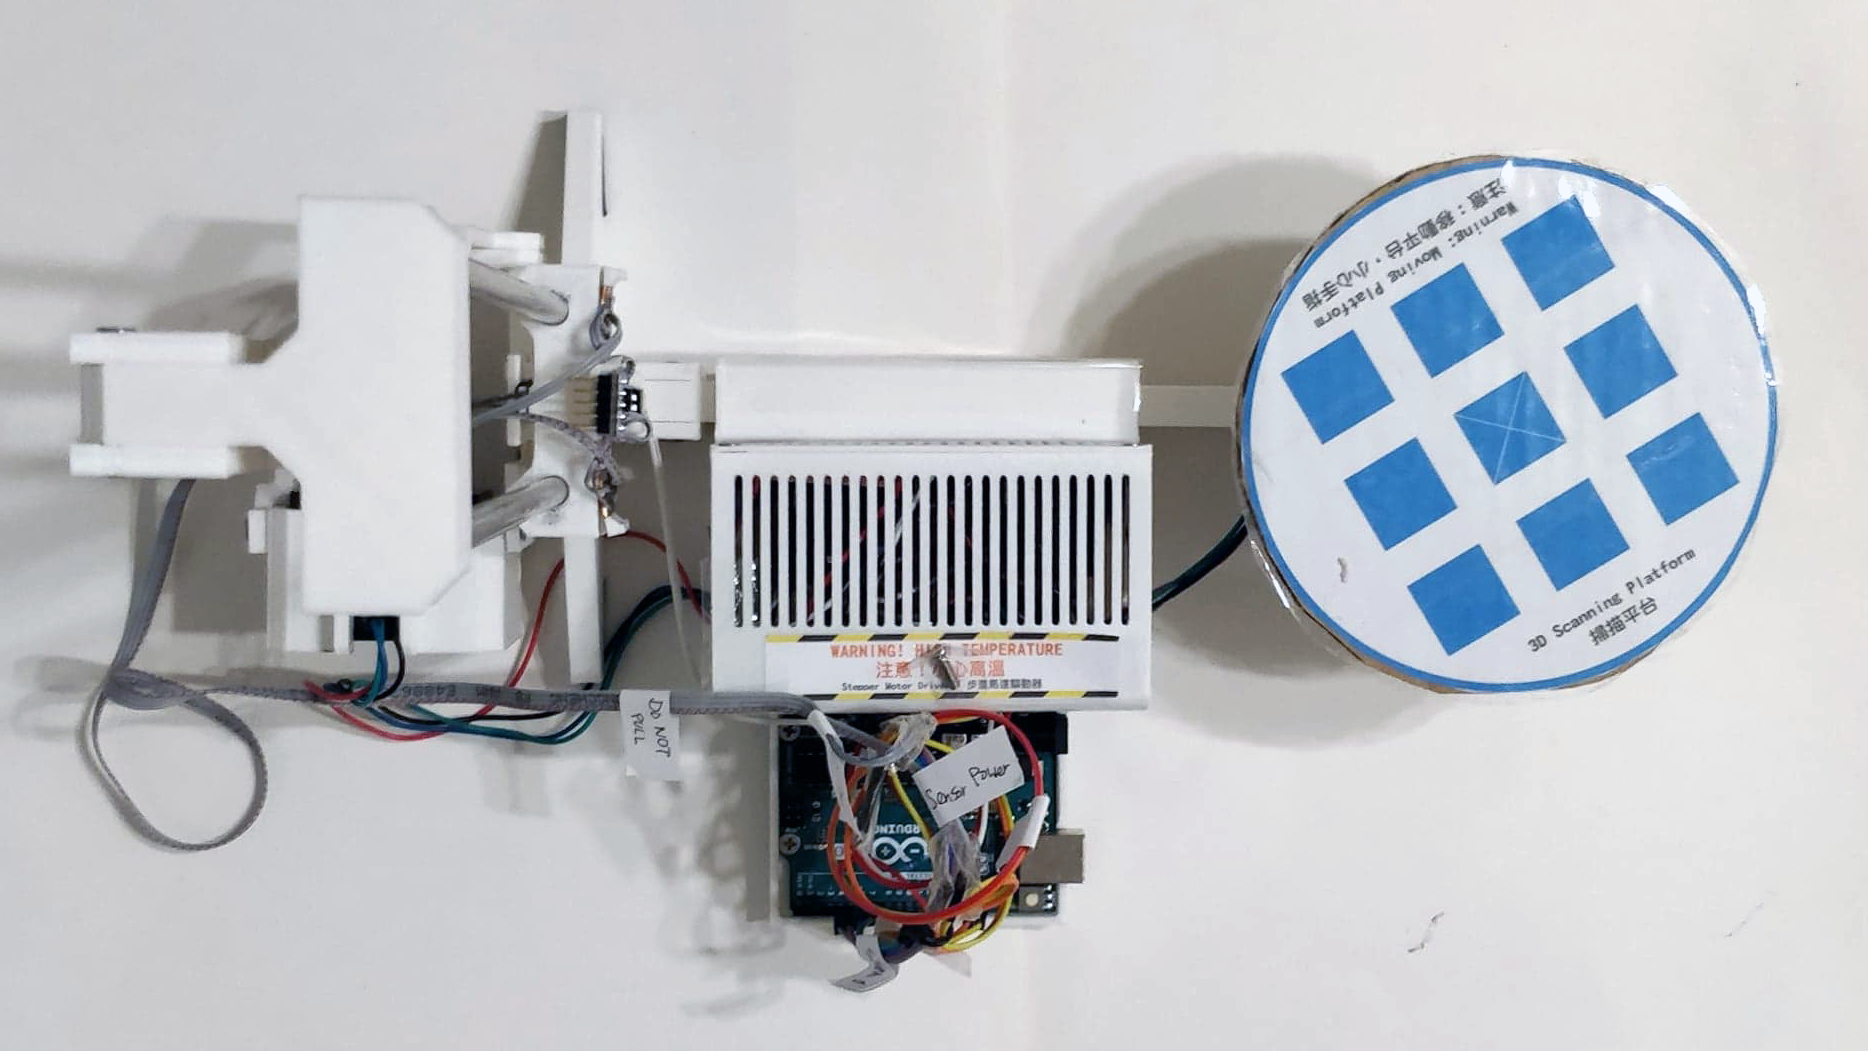 注意：移動平台，小心手指
Warning: Moving Platform
3D Scanning Platform
掃描平台
WARNING! HIGH TEMPERATURE
注意！小心高溫
Stepper Motor Driver / 步進馬達驅動器
DO NOT
PULL
Sensor Power
ARDUINO
E4886